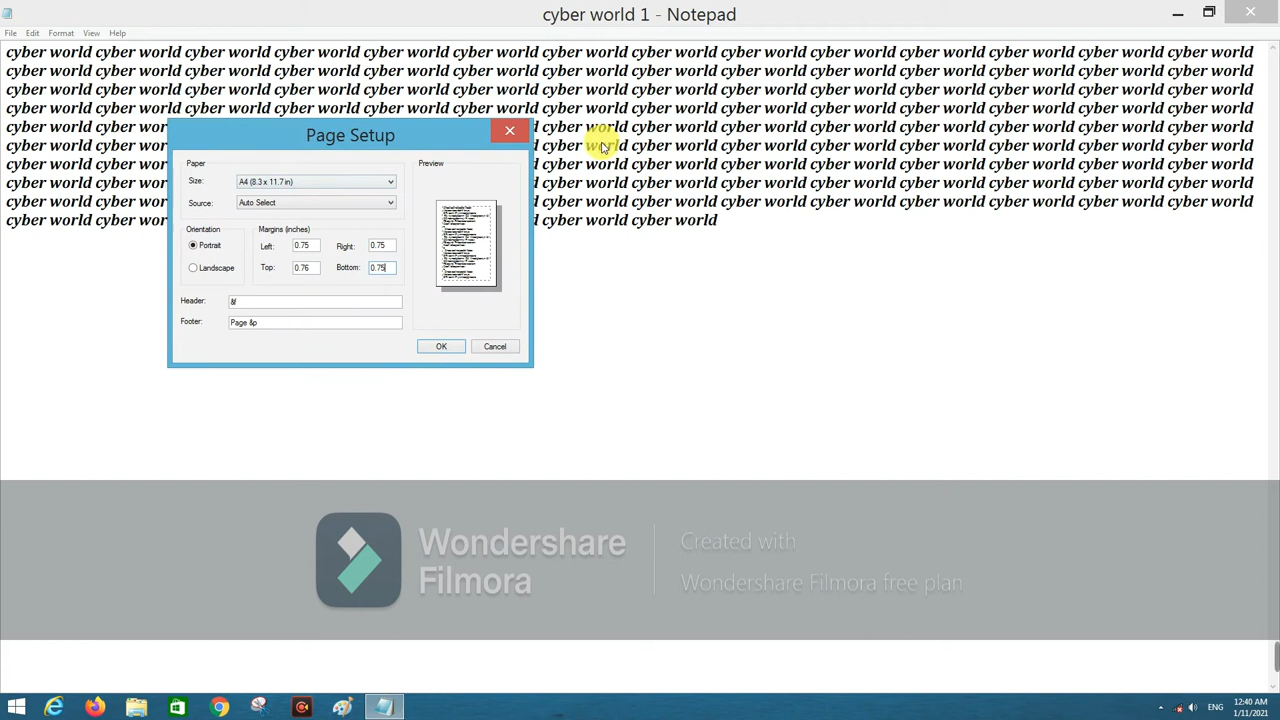 cyber world 1 - Notepad
File Edit Format View Help
cyber world cyber world cyber world cyber world cyber world cyber world cyber world cyber world cyber world cyber world cyber world cyber world cyber world cyber world
cyber world cyber world cyber world cyber world cyber world cyber world cyber world cyber world cyber world cyber world cyber world cyber world cyber world cyber world
cyber world cyber world cyber world cyber world cyber world cyber world cyber world cyber world cyber world cyber world cyber world cyber world cyber world cyber world
cyber world cyber world cyber world cyber world cyber world cyber world cyber world cyber world cyber world cyber world cyber world cyber world cyber world cyber world
cyber world cyber wor cyber world cyber world cyber world cyber world cyber world cyber world cyber world cyber world
cyber world cyber wor cyber world cyber world cyber world cyber world cyber world cyber world cyber world cyber world
cyber world cyber wor cyber world cyber world cyber world cyber world cyber world cyber world cyber world cyber world
cyber world cyber wor cyber world cyber world cyber world cyber world cyber world cyber world cyber world cyber world
cyber world cyber wor cyber world cyber world cyber world cyber world cyber world cyber world cyber world cyber world
cyber world cyber wor cyber world cyber world
Page Setup
Paper
Size: A4 (8.3 x 11.7in)
Source: Auto Select
Orientation
Portrait
Landscape
Margins (inches)
Left: 0.75 Right: 0.75
Top: 0.76 Bottom: 0.75
Header: &f
Footer: Page &p
Preview
OK Cancel
Wondershare
Filmora
Created with
Wondershare Filmora free plan
ENG
12:40 AM
1/11/2021